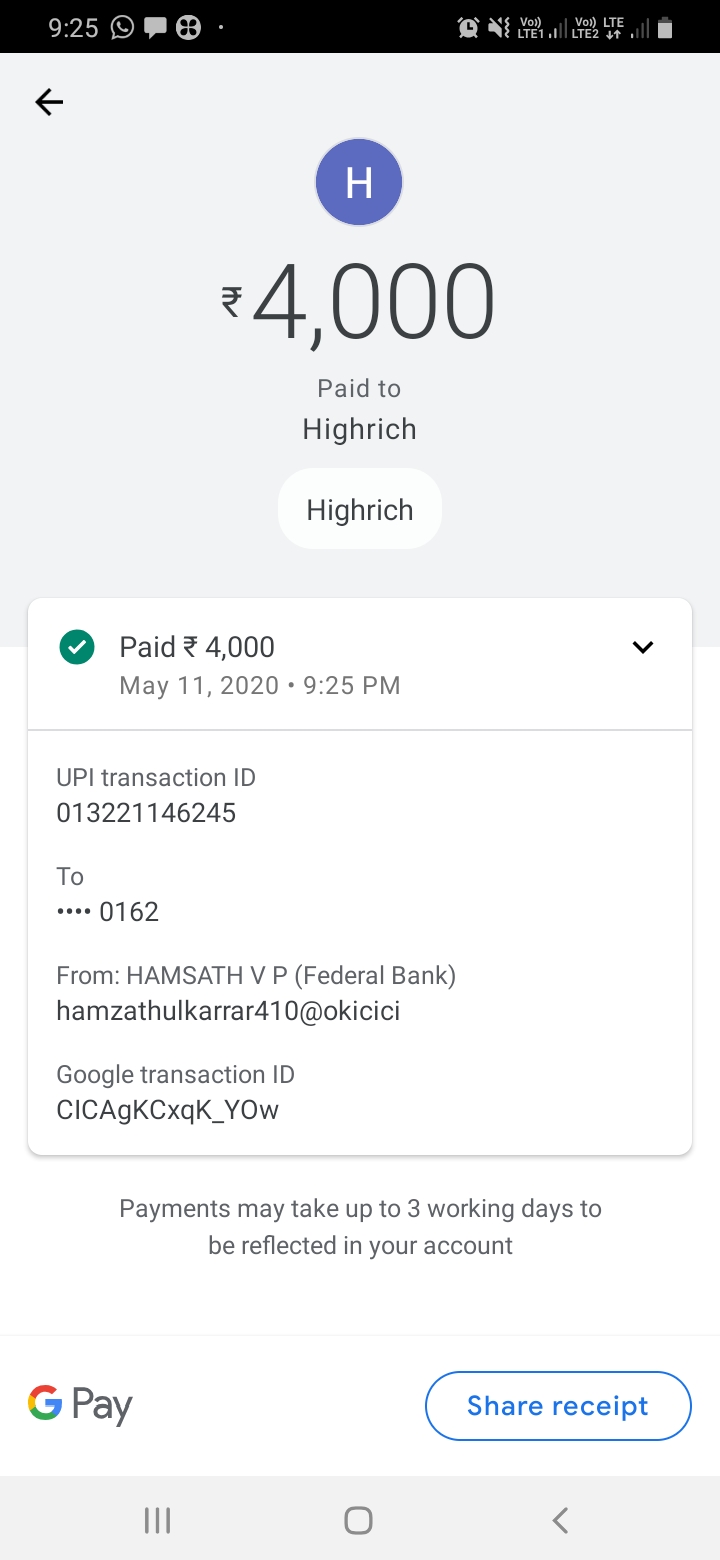 9:25
Vo)) LTE1 Vo)) LTE2 LTE
H
₹4,000
Paid to
Highrich
Highrich
Paid ₹ 4,000
May 11, 2020 • 9:25 PM
UPI transaction ID
013221146245
To
•••• 0162
From: HAMSATH V P (Federal Bank)
hamzathulkarrar410@okicici
Google transaction ID
CICAgKCxqK_YOw
Payments may take up to 3 working days to
be reflected in your account
G Pay
Share receipt